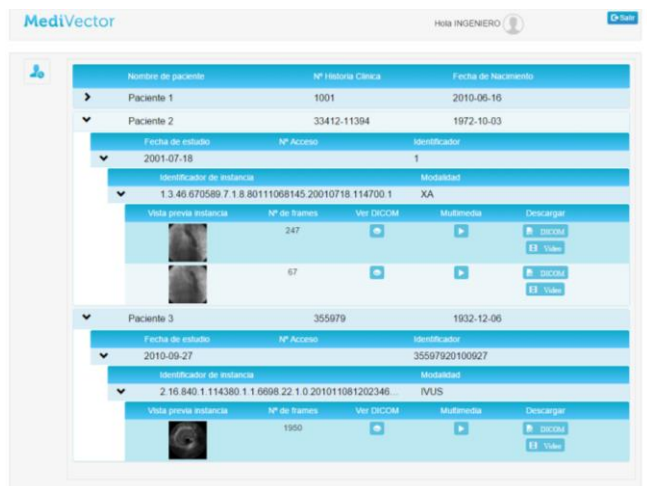 MediVector
Hola INGENIERO
Salir
Nombre de paciente Nº Historia Clínica Fecha de Nacimiento
Paciente 1 1001 2010-06-16
Paciente 2 33412-11394 1972-10-03
Fecha de estudio Nº Acceso Identificador
2001-07-18 1
Identificador de instancia Modalidad
1.3.46.670589.7.1.8.80111068145.20010718.114700.1 XA
Vista previa instancia Nº de frames Ver DICOM Multimedia Descargar
247 DICOM
Video
67 DICOM
Video
Paciente 3 355979 1932-12-06
Fecha de estudio Nº Acceso Identificador
2010-09-27 35597920100927
Identificador de instancia Modalidad
2.16.840.1.114380.1.1.6698.22.1.0.201011081202346... IVUS
Vista previa instancia Nº de frames Ver DICOM Multimedia Descargar
1950 DICOM
Video